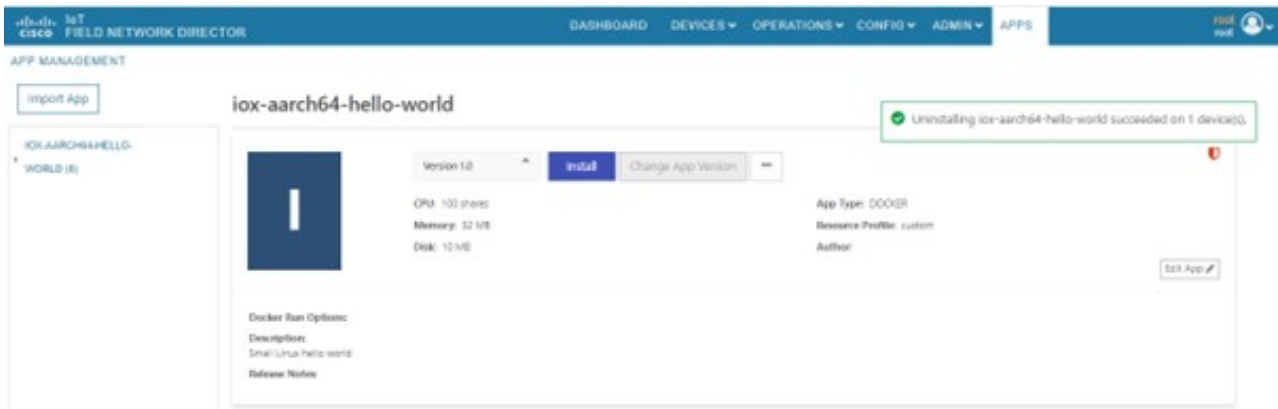 cisco IoT
FIELD NETWORK DIRECTOR
DASHBOARD DEVICES OPERATIONS CONFIG ADMIN APPS
root
root
APP MANAGEMENT
Import App
iox-aarch64-hello-world
Uninstalling iox-aarch64-hello-world succeeded on 1 device(s).
IOX-AARCH64-HELLO-
WORLD (8)
I
Version 1.0 Install Change App Version
CPU: 100 shares
Memory: 32 MB
Disk: 10 MB
App Type: DOCKER
Resource Profile: custom
Author:
Edit App
Docker Run Options:
Description:
Small Linux hello world
Release Notes: